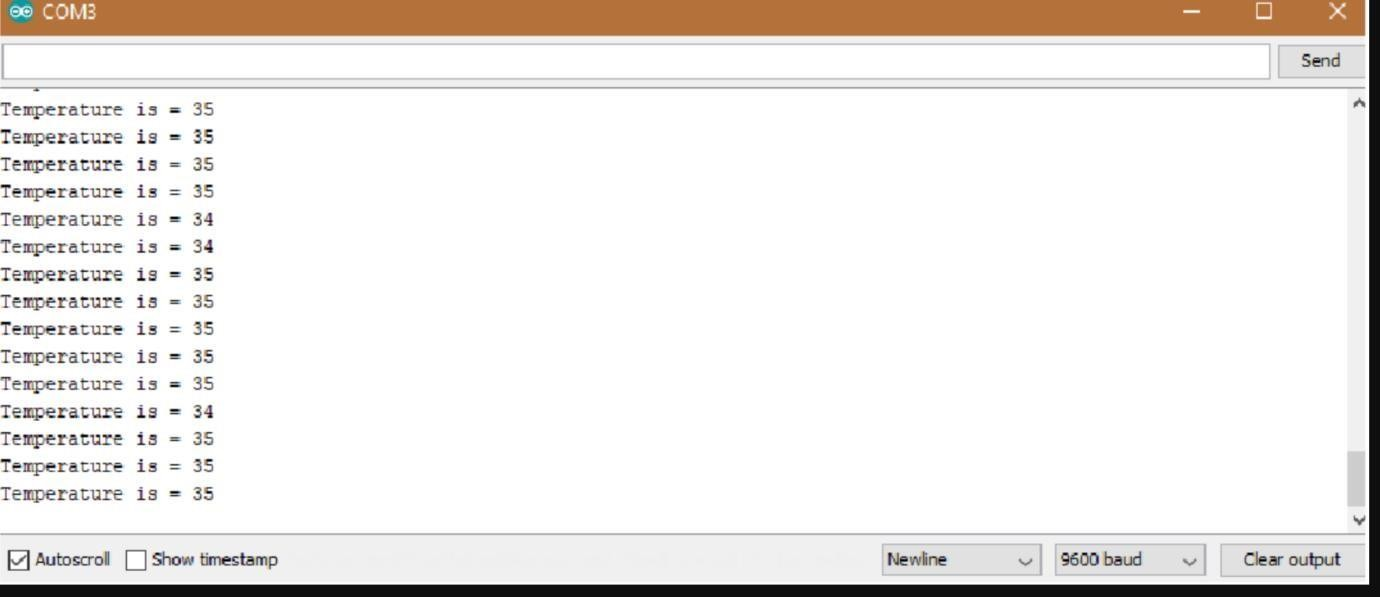 COM3
Send
Temperature is = 35
Temperature is = 35
Temperature is = 35
Temperature is = 35
Temperature is = 34
Temperature is = 34
Temperature is = 35
Temperature is = 35
Temperature is = 35
Temperature is = 35
Temperature is = 35
Temperature is = 34
Temperature is = 35
Temperature is = 35
Temperature is = 35
Autoscroll Show timestamp Newline 9600 baud Clear output